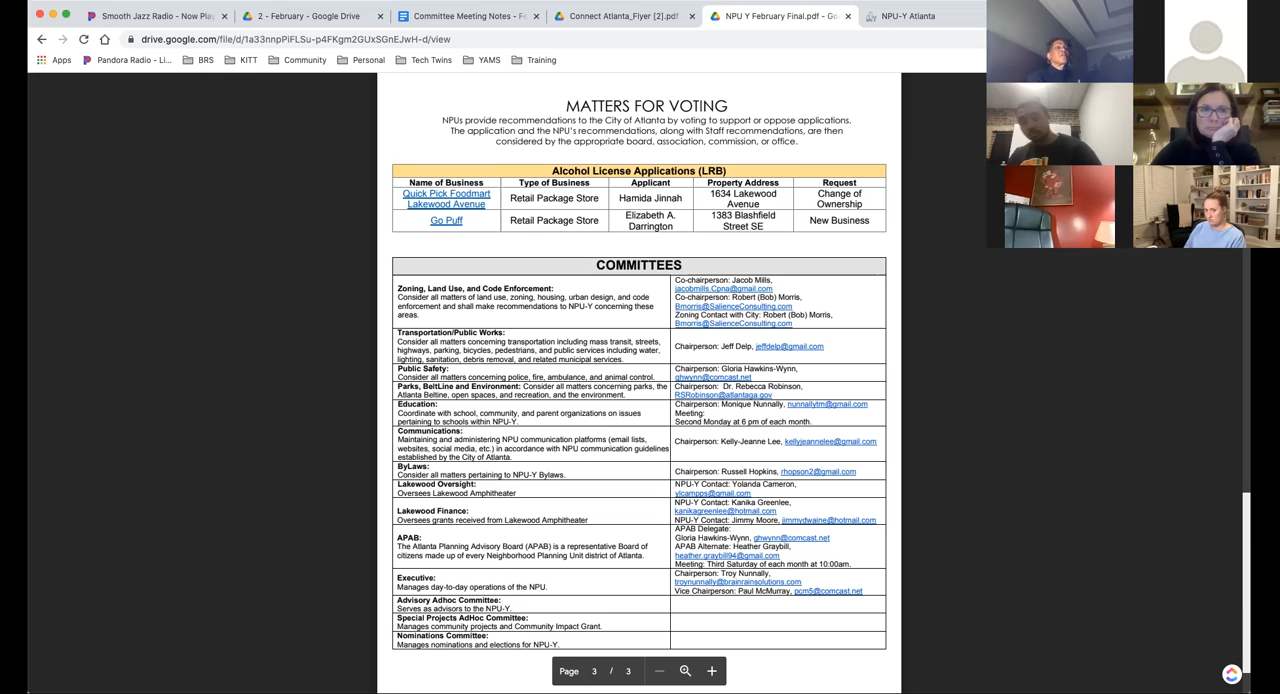 Smooth Jazz Radio - Now Play
2 - February - Google Drive
Committee Meeting Notes - Fe
Connect Atlanta_Flyer [2].pdf -
NPU Y February Final.pdf - Go
NPU-Y Atlanta
drive.google.com/file/d/1a33nnpPiFLSu-p4FKgm2GUxSGnEJwH-d/view
Apps
Pandora Radio - Li...
BRS
KITT
Community
Personal
Tech Twins
YAMS
Training
MATTERS FOR VOTING
NPUs provide recommendations to the City of Atlanta by voting to support or oppose applications.
The application and the NPU's recommendations, along with Staff recommendations, are then
considered by the appropriate board, association, commission, or office.
Alcohol License Applications (LRB)
Name of Business Type of Business Applicant Property Address Request
Quick Pick Foodmart
Lakewood Avenue
Retail Package Store
Hamida Jinnah
1634 Lakewood
Avenue
Change of
Ownership
Go Puff
Retail Package Store
Elizabeth A.
Darrington
1383 Blashfield
Street SE
New Business
COMMITTEES
Zoning, Land Use, and Code Enforcement:
Consider all matters of land use, zoning, housing, urban design, and code
enforcement and shall make recommendations to NPU-Y concerning these
areas.
Co-chairperson: Jacob Mills,
jacobmills.Cpna@gmail.com
Co-chairperson: Robert (Bob) Morris,
Bmorris@SalienceConsulting.com
Zoning Contact with City: Robert (Bob) Morris,
Bmorris@SalienceConsulting.com
Transportation/Public Works:
Consider all matters concerning transportation including mass transit, streets,
highways, parking, bicycles, pedestrians, and public services including water,
lighting, sanitation, debris removal, and related municipal services.
Chairperson: Jeff Delp, jeffdelp@gmail.com
Public Safety:
Consider all matters concerning police, fire, ambulance, and animal control.
Chairperson: Gloria Hawkins-Wynn,
ghwynn@comcast.net
Parks, BeltLine and Environment: Consider all matters concerning parks, the
Atlanta Beltine, open spaces, and recreation, and the environment.
Chairperson: Dr. Rebecca Robinson,
RSRobinson@atlantaga.gov
Education:
Coordinate with school, community, and parent organizations on issues
pertaining to schools within NPU-Y.
Chairperson: Monique Nunnally, nunnallytm@gmail.com
Meeting:
Second Monday at 6 pm of each month.
Communications:
Maintaining and administering NPU communication platforms (email lists,
websites, social media, etc.) in accordance with NPU communication guidelines
established by the City of Atlanta.
Chairperson: Kelly-Jeanne Lee, kellyjeannelee@gmail.com
ByLaws:
Consider all matters pertaining to NPU-Y Bylaws.
Chairperson: Russell Hopkins, rhopson2@gmail.com
Lakewood Oversight:
Oversees Lakewood Amphitheater
NPU-Y Contact: Yolanda Cameron,
ylcampps@gmail.com
Lakewood Finance:
Oversees grants received from Lakewood Amphitheater
NPU-Y Contact: Kanika Greenlee,
kanikagreenlee@hotmail.com
NPU-Y Contact: Jimmy Moore, jimmydwaine@hotmail.com
APAB:
The Atlanta Planning Advisory Board (APAB) is a representative Board of
citizens made up of every Neighborhood Planning Unit district of Atlanta.
APAB Delegate:
Gloria Hawkins-Wynn, ghwynn@comcast.net
APAB Alternate: Heather Graybill,
heather.graybill94@gmail.com
Meeting: Third Saturday of each month at 10:00am.
Executive:
Manages day-to-day operations of the NPU.
Chairperson: Troy Nunnally,
troynunnally@brainrainsolutions.com
Vice Chairperson: Paul McMurray, pcm5@comcast.net
Advisory Adhoc Committee:
Serves as advisors to the NPU-Y.
Special Projects AdHoc Committee:
Manages community projects and Community Impact Grant.
Nominations Committee:
Manages nominations and elections for NPU-Y.
Page 3 / 3